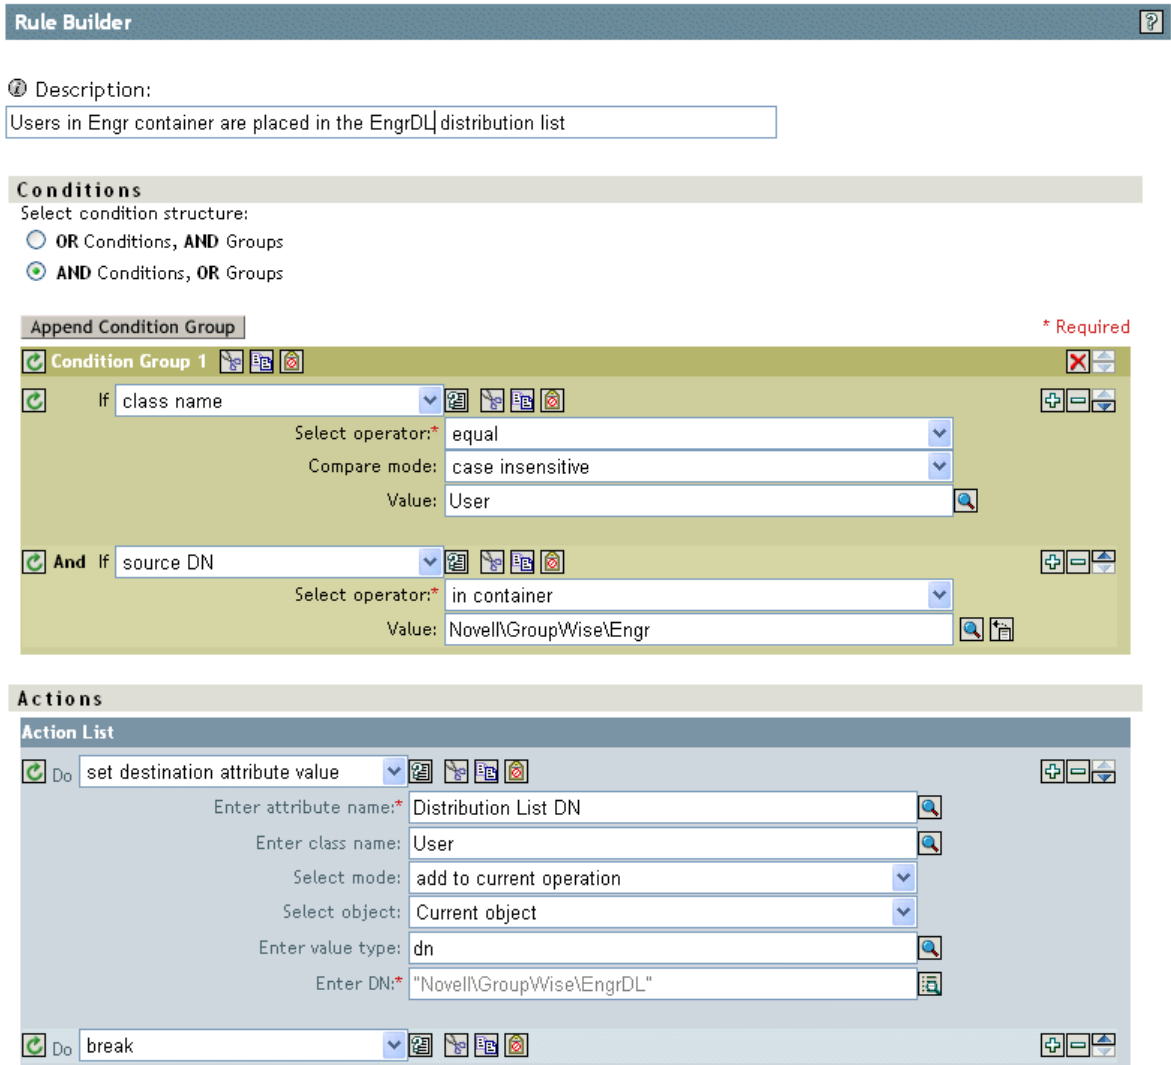 Rule Builder
Description:
Users in Engr container are placed in the EngrDL distribution list
Conditions
Select condition structure:
OR Conditions, AND Groups
AND Conditions, OR Groups
Append Condition Group
* Required
Condition Group 1
If class name
Select operator:* equal
Compare mode: case insensitive
Value: User
And If source DN
Select operator:* in container
Value: Novell\GroupWise\Engr
Actions
Action List
Do set destination attribute value
Enter attribute name:* Distribution List DN
Enter class name: User
Select mode: add to current operation
Select object: Current object
Enter value type: dn
Enter DN:* "Novell\GroupWise\EngrDL"
Do break